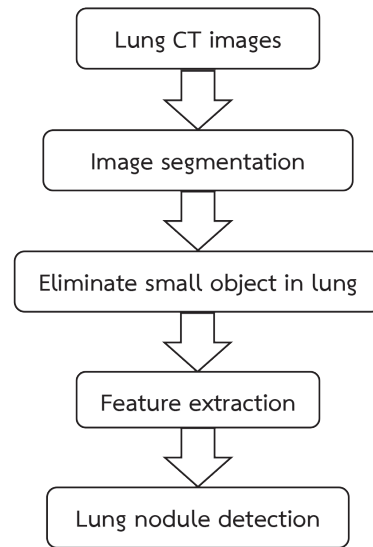 Lung CT images
Image segmentation
Eliminate small object in lung
Feature extraction
Lung nodule detection